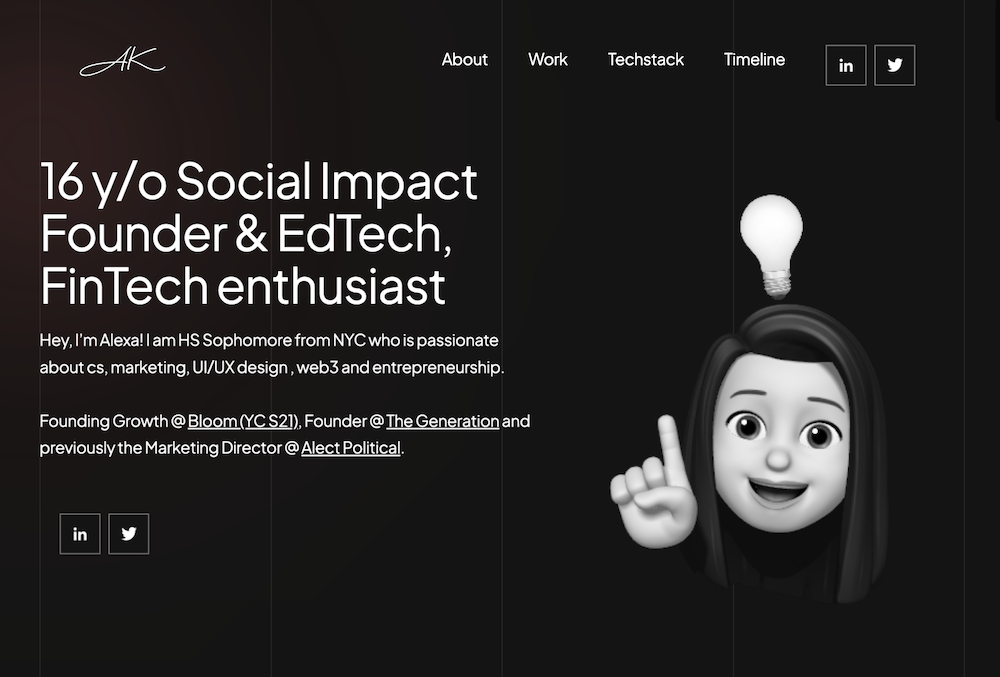 AK
About Work Techstack Timeline in
16 y/o Social Impact
Founder & EdTech,
FinTech enthusiast
Hey, I'm Alexa! I am HS Sophomore from NYC who is passionate
about cs, marketing, UI/UX design , web3 and entrepreneurship.
Founding Growth @ Bloom (YC S21), Founder @ The Generation and
previously the Marketing Director @ Alect Political.
in